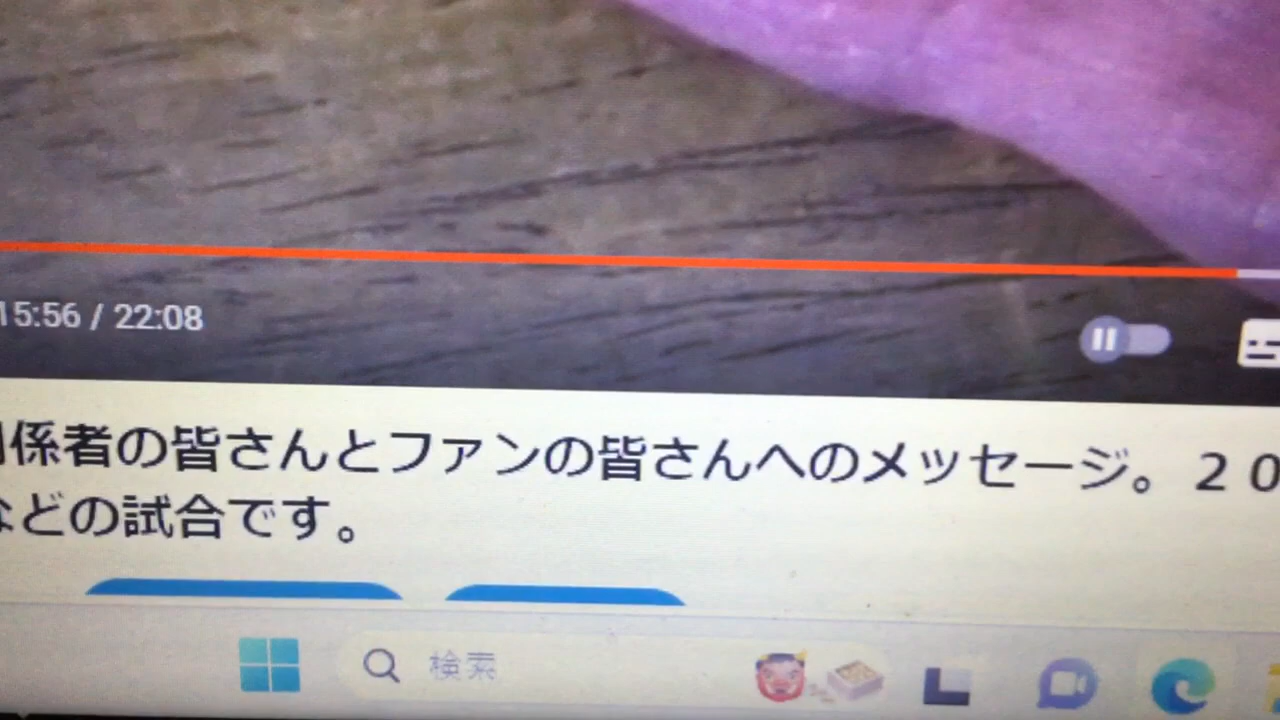 15:56 / 22:08
係者の皆さんとファンの皆さんへのメッセージ。２０
などの試合です。
検索